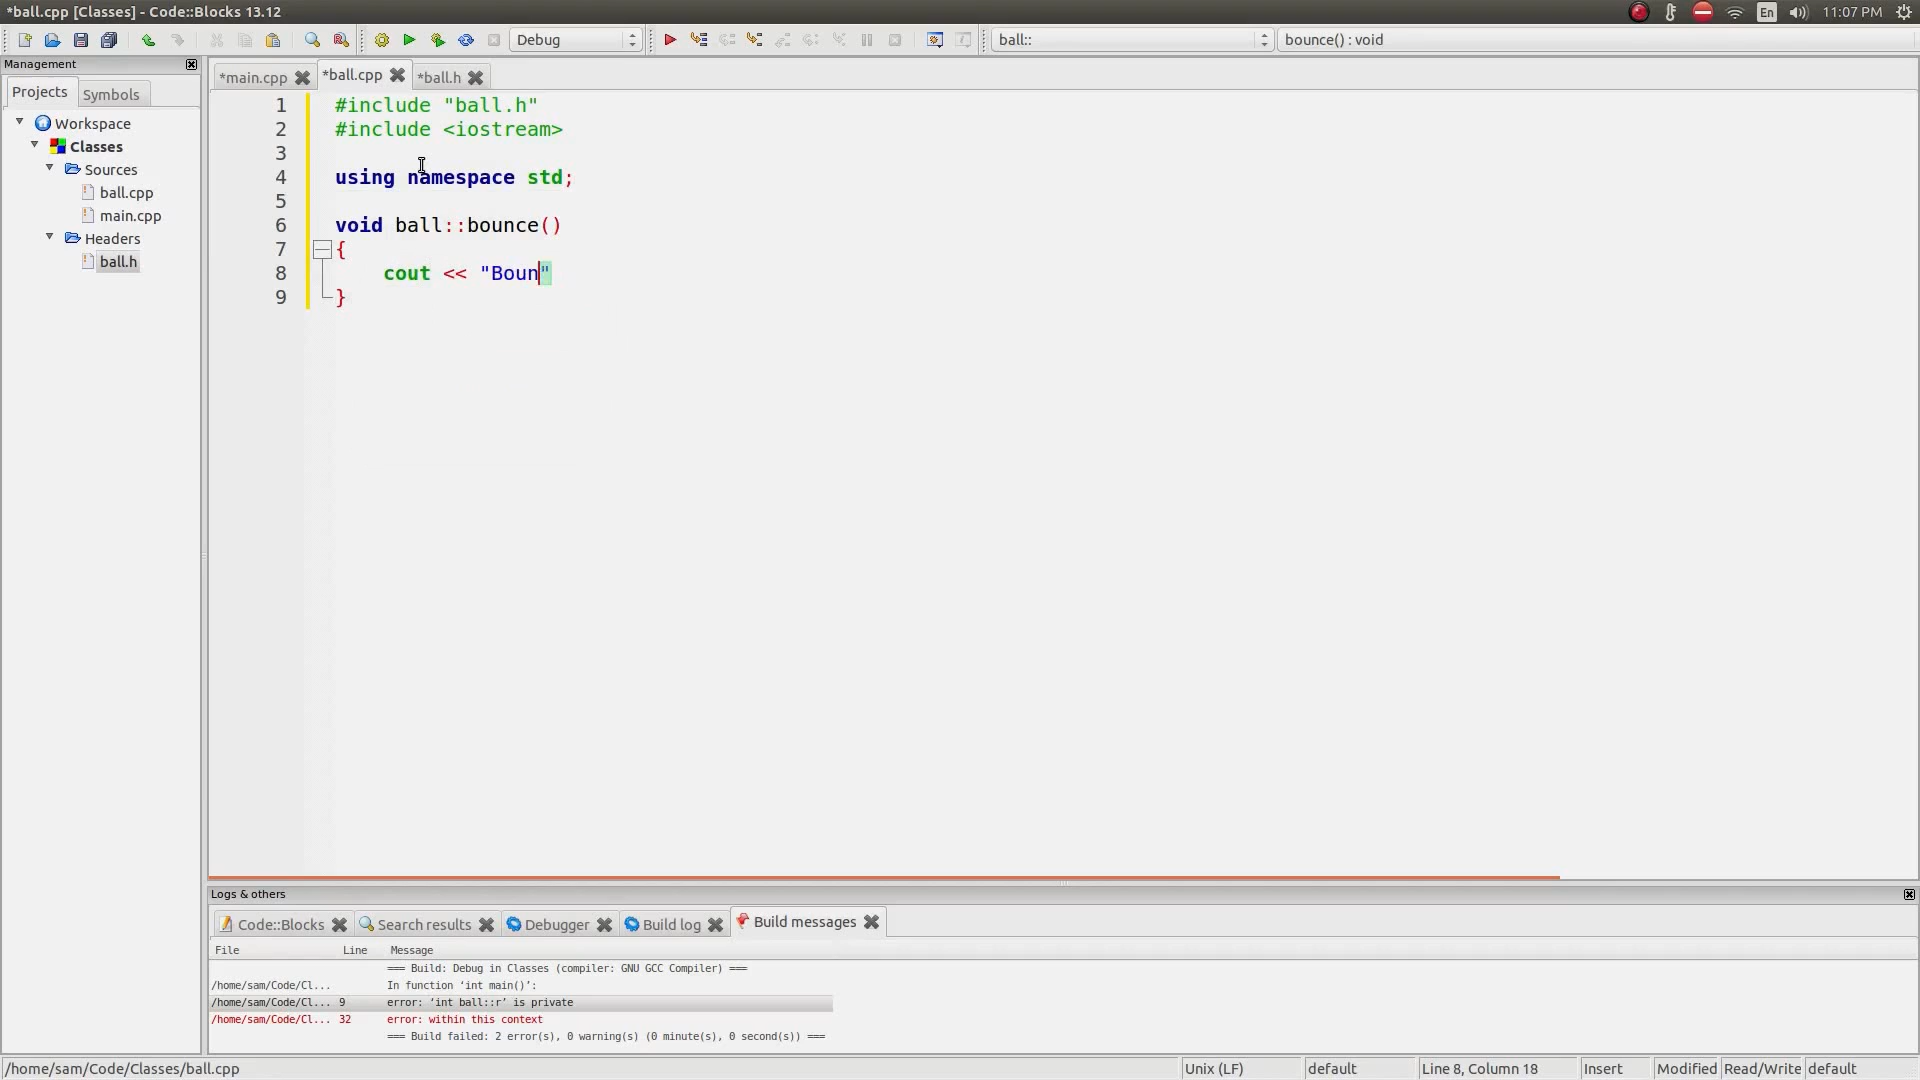 *ball.cpp [Classes] - Code::Blocks 13.12
En
11:07 PM
Debug
ball::
bounce() : void
Management
*main.cpp
*ball.cpp
*ball.h
Projects
Symbols
Workspace
Classes
Sources
ball.cpp
main.cpp
Headers
ball.h
1 #include "ball.h"
2 #include <iostream>
3
4 using namespace std;
5
6 void ball::bounce()
7 {
8 cout << "Boun"
9 }
Logs & others
Code::Blocks
Search results
Debugger
Build log
Build messages
File Line Message
=== Build: Debug in Classes (compiler: GNU GCC Compiler) ===
/home/sam/Code/Cl... In function ‘int main()’:
/home/sam/Code/Cl... 9 error: ‘int ball::r’ is private
/home/sam/Code/Cl... 32 error: within this context
=== Build failed: 2 error(s), 0 warning(s) (0 minute(s), 0 second(s)) ===
/home/sam/Code/Classes/ball.cpp
Unix (LF)
default
Line 8, Column 18
Insert
Modified
Read/Write
default